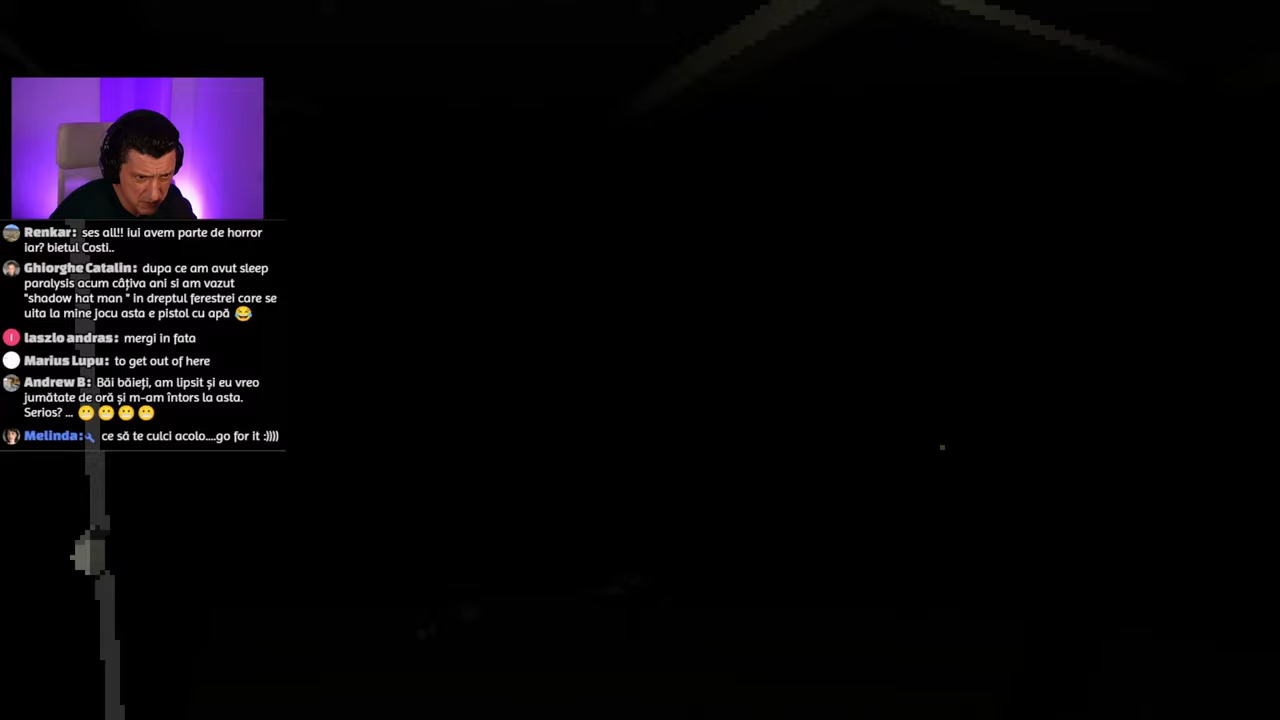 Renkar: ses all!! iui avem parte de horror
iar? bietul Costi..
Ghiorghe Catalin: dupa ce am avut sleep
paralysis acum câțiva ani si am vazut
"shadow hat man " in dreptul ferestrei care se
uita la mine jocu asta e pistol cu apă 😂
laszlo andras: mergi in fata
Marius Lupu: to get out of here
Andrew B: Băi băieți, am lipsit și eu vreo
jumătate de oră și m-am întors la asta.
Serios? ... 😬 😬 😬 😬
Melinda: ce să te culci acolo....go for it :))))